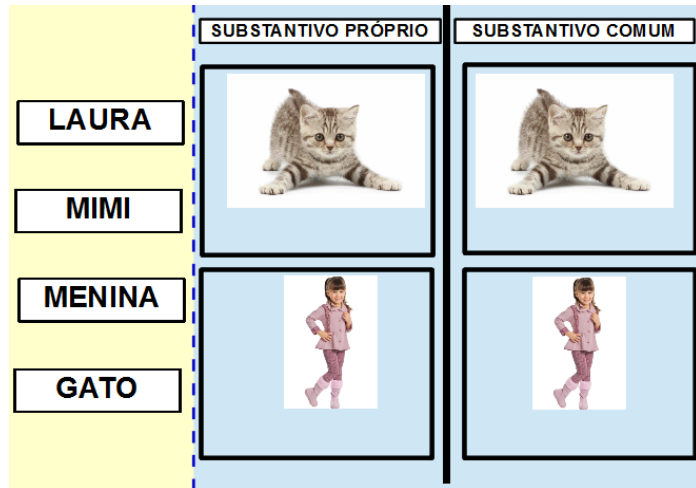 SUBSTANTIVO PRÓPRIO
SUBSTANTIVO COMUM
LAURA
MIMI
MENINA
GATO